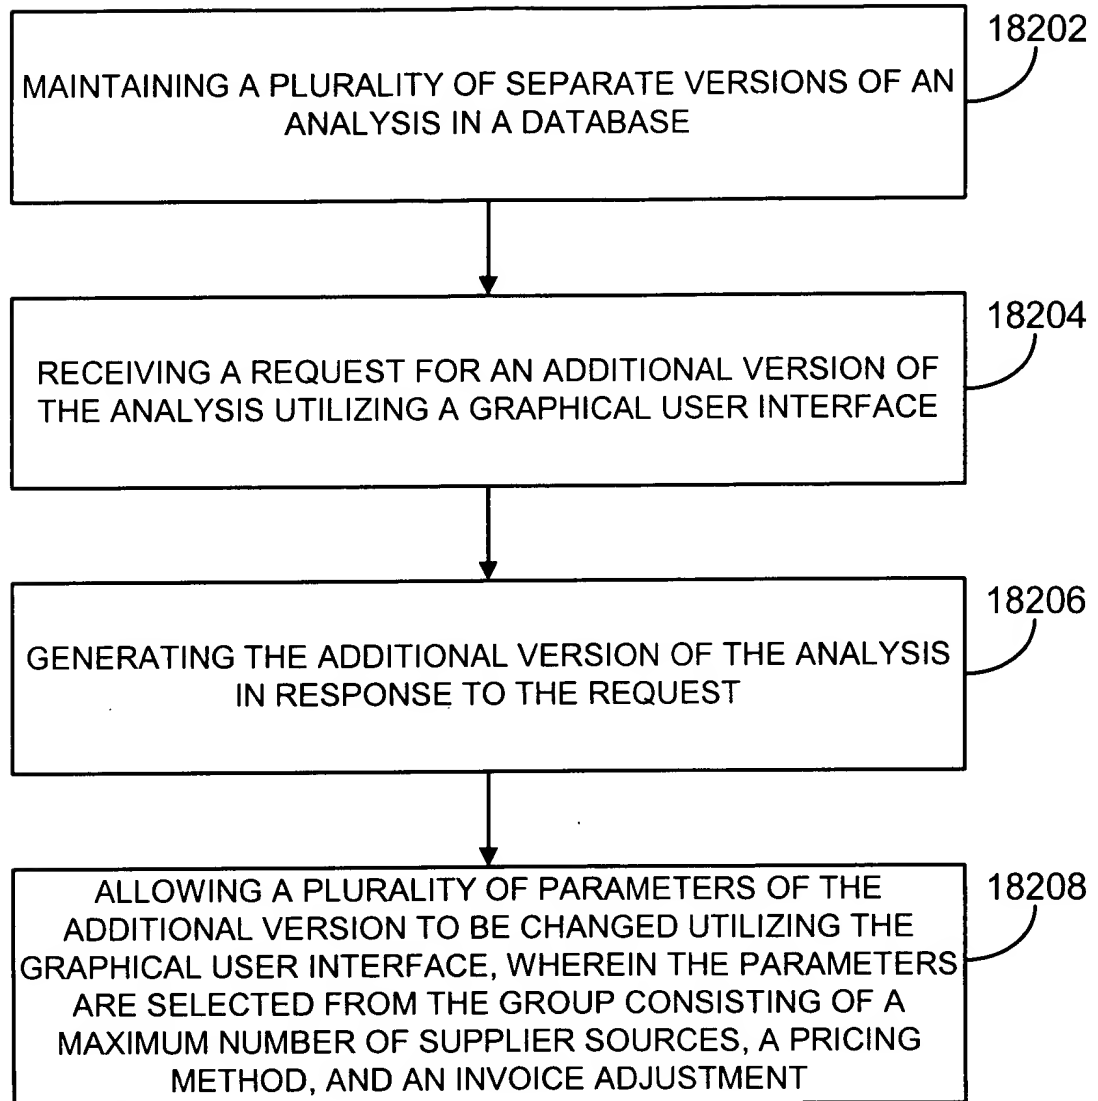 18202
MAINTAINING A PLURALITY OF SEPARATE VERSIONS OF AN
ANALYSIS IN A DATABASE
18204
RECEIVING A REQUEST FOR AN ADDITIONAL VERSION OF
THE ANALYSIS UTILIZING A GRAPHICAL USER INTERFACE
18206
GENERATING THE ADDITIONAL VERSION OF THE ANALYSIS
IN RESPONSE TO THE REQUEST
18208
ALLOWING A PLURALITY OF PARAMETERS OF THE
ADDITIONAL VERSION TO BE CHANGED UTILIZING THE
GRAPHICAL USER INTERFACE, WHEREIN THE PARAMETERS
ARE SELECTED FROM THE GROUP CONSISTING OF A
MAXIMUM NUMBER OF SUPPLIER SOURCES, A PRICING
METHOD, AND AN INVOICE ADJUSTMENT